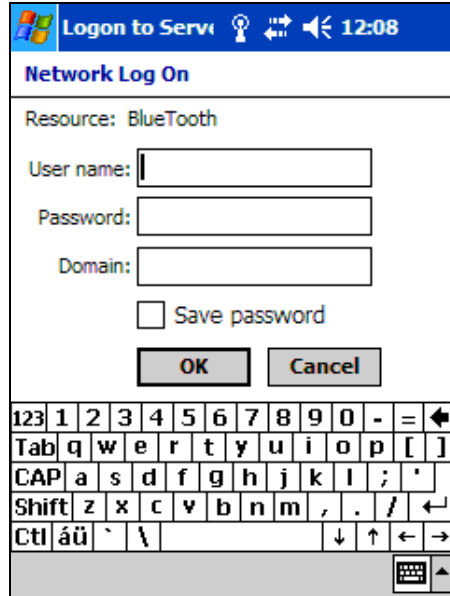 Logon to Serve 12:08
Network Log On
Resource: BlueTooth
User name:
Password:
Domain:
Save password
OK Cancel
123 1 2 3 4 5 6 7 8 9 0 - = 🡸
Tab q w e r t y u i o p [ ]
CAP a s d f g h j k l ; '
Shift z x c v b n m , . / ↵
Ctl áü ` \ ↓ ↑ ← →